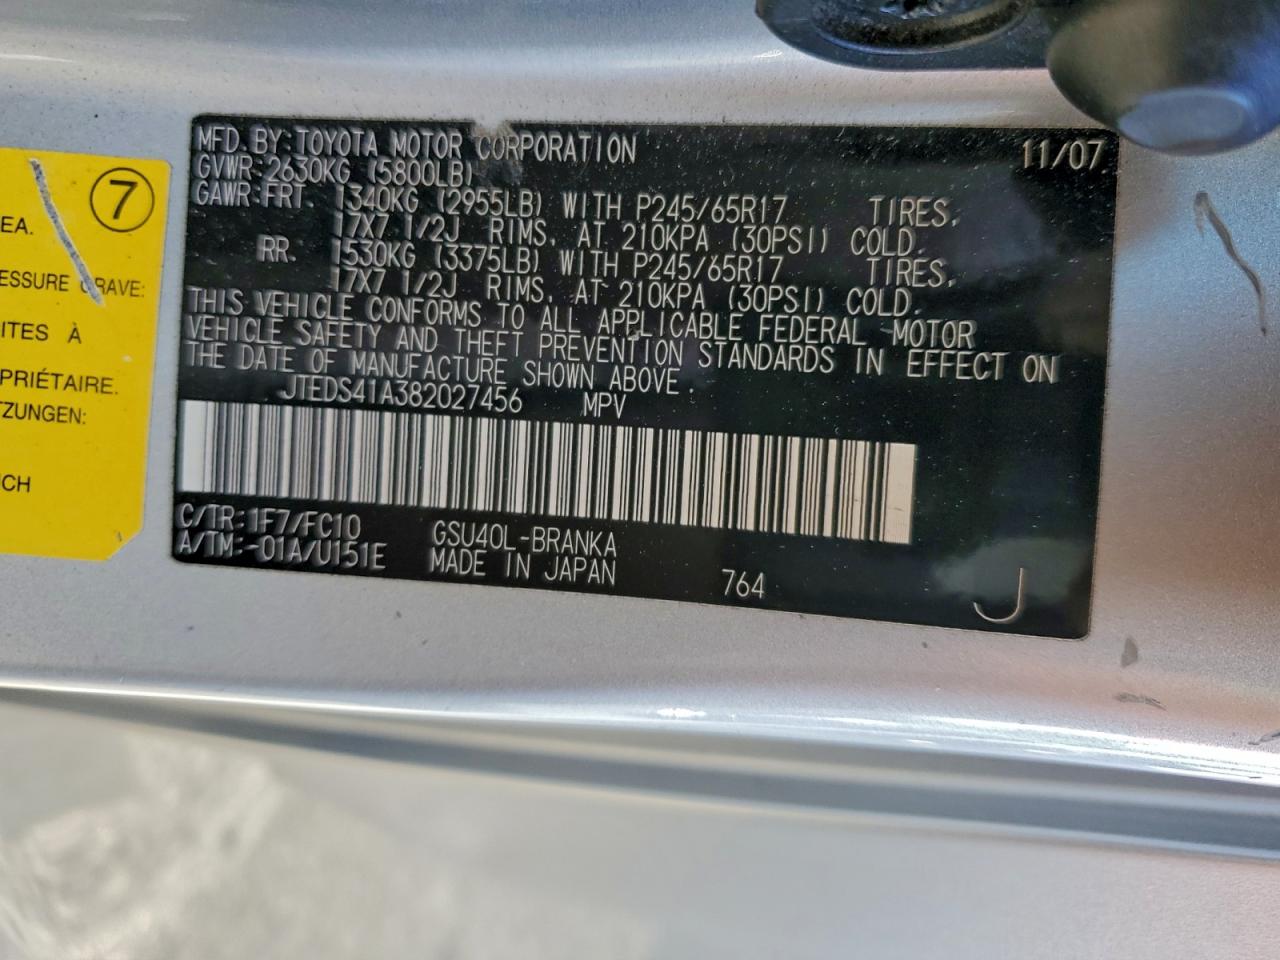 MFD. BY: TOYOTA MOTOR CORPORATION 11/07
GVWR: 2630KG (5800LB)
GAWR: FRT. 1340KG (2955LB) WITH P245/65R17 TIRES,
17X7 1/2J RIMS, AT 210KPA (30PSI) COLD.
RR. 1530KG (3375LB) WITH P245/65R17 TIRES,
17X7 1/2J RIMS, AT 210KPA (30PSI) COLD.
THIS VEHICLE CONFORMS TO ALL APPLICABLE FEDERAL MOTOR
VEHICLE SAFETY AND THEFT PREVENTION STANDARDS IN EFFECT ON
THE DATE OF MANUFACTURE SHOWN ABOVE.
JTEDS41A382027456 MPV
C/TR: 1F7/FC10 GSU40L-BRANKA
A/TM: -01A/U151E MADE IN JAPAN 764 J
7
EA.
ESSURE GRAVE:
ITES À
PRIÉTAIRE.
TZUNGEN:
CH